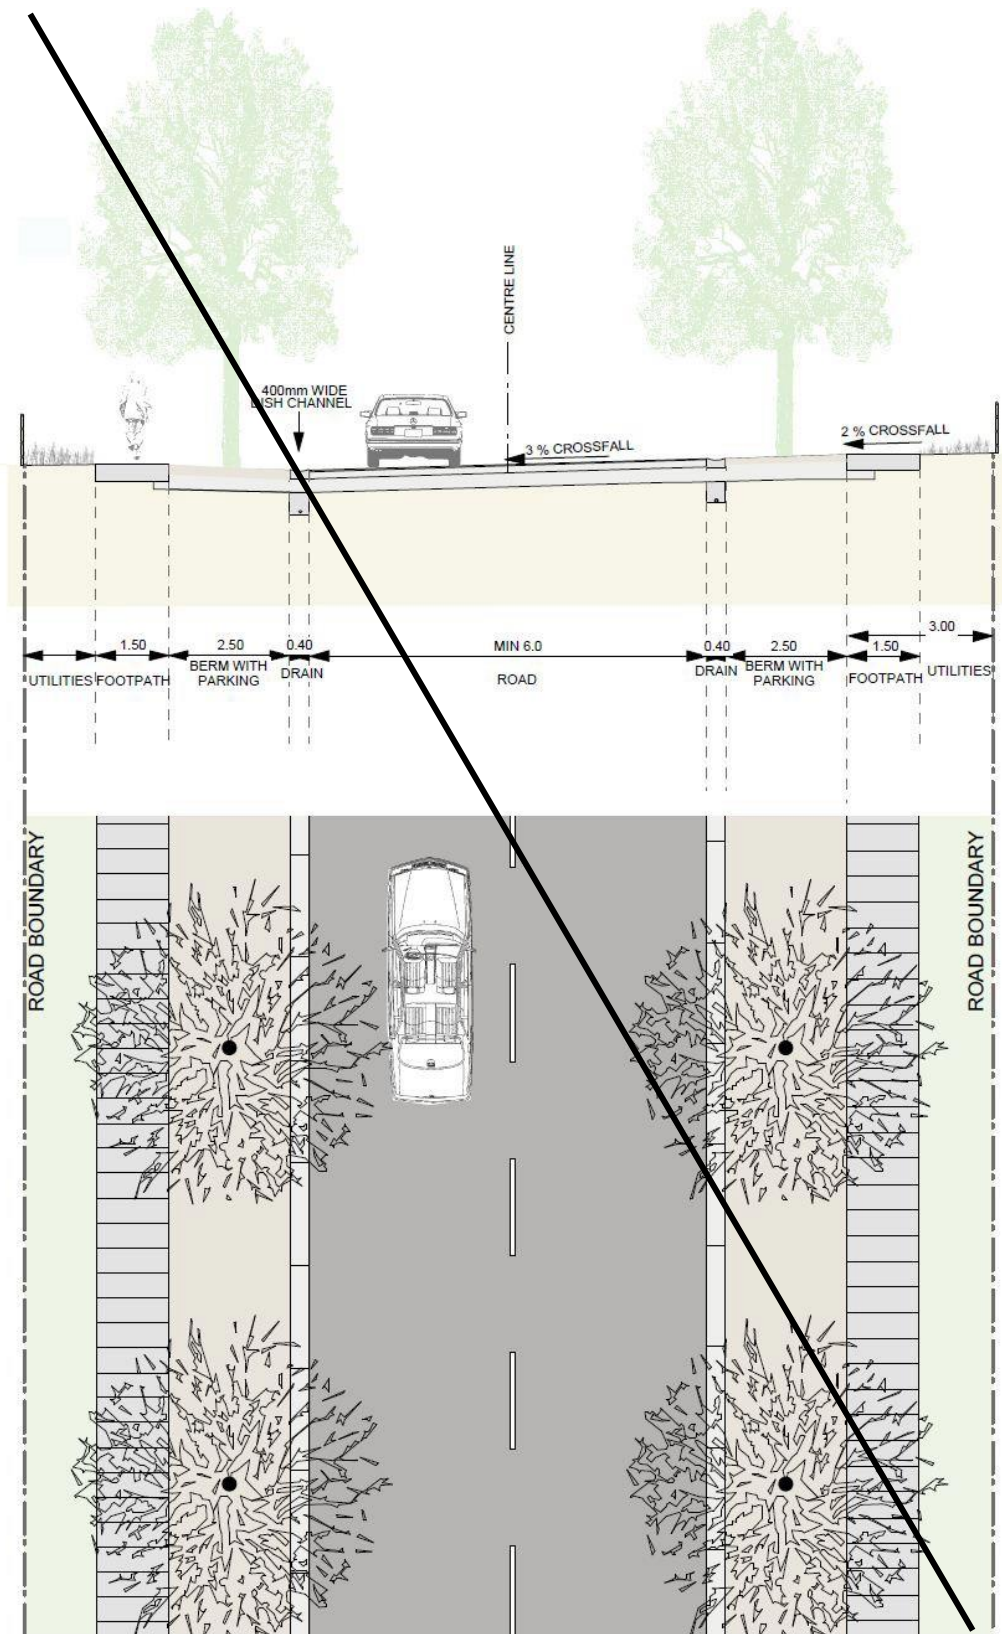 CENTRE LINE
400mm WIDE
DISH CHANNEL
3 % CROSSFALL
2 % CROSSFALL
3.00
1.50
2.50
0.40
MIN 6.0
0.40
2.50
1.50
UTILITIES
FOOTPATH
BERM WITH
PARKING
DRAIN
ROAD
DRAIN
BERM WITH
PARKING
FOOTPATH
UTILITIES
ROAD BOUNDARY
ROAD BOUNDARY